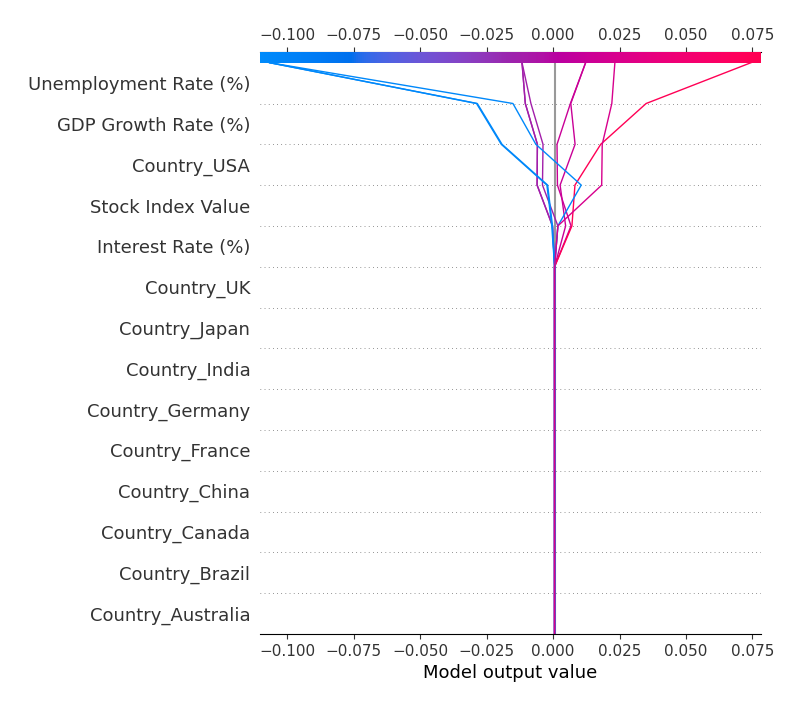 −0.100 −0.075 −0.050 −0.025 0.000 0.025 0.050 0.075
Unemployment Rate (%)
GDP Growth Rate (%)
Country_USA
Stock Index Value
Interest Rate (%)
Country_UK
Country_Japan
Country_India
Country_Germany
Country_France
Country_China
Country_Canada
Country_Brazil
Country_Australia
−0.100 −0.075 −0.050 −0.025 0.000 0.025 0.050 0.075
Model output value